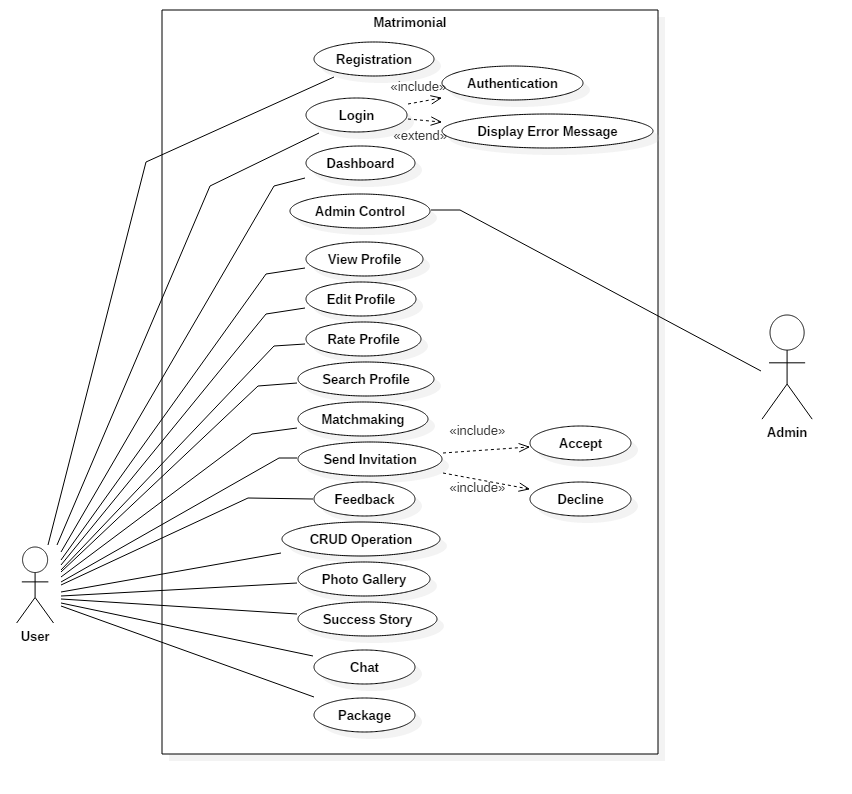 Matrimonial
Registration
«include»
Authentication
Login
«extend»
Display Error Message
Dashboard
Admin Control
View Profile
Edit Profile
Rate Profile
Search Profile
Matchmaking
«include»
Accept
Send Invitation
«include»
Decline
Feedback
CRUD Operation
Photo Gallery
Success Story
Chat
Package
User
Admin